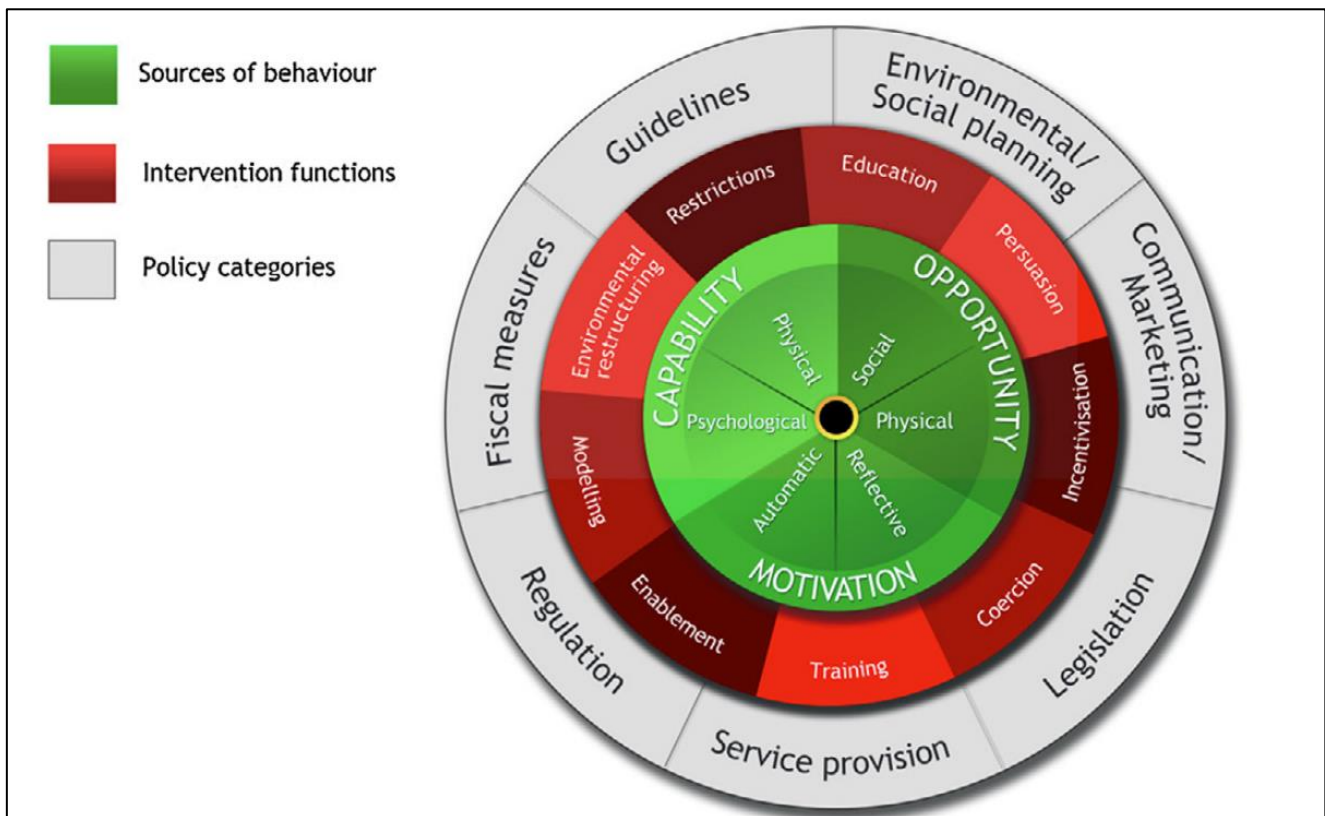 Sources of behaviour
Intervention functions
Policy categories
Guidelines
Environmental/
Social planning
Communication/
Marketing
Legislation
Service provision
Regulation
Fiscal measures
Restrictions
Education
Persuasion
Incentivisation
Coercion
Training
Enablement
Modelling
Environmental
restructuring
CAPABILITY
OPPORTUNITY
MOTIVATION
Physical
Social
Physical
Reflective
Automatic
Psychological